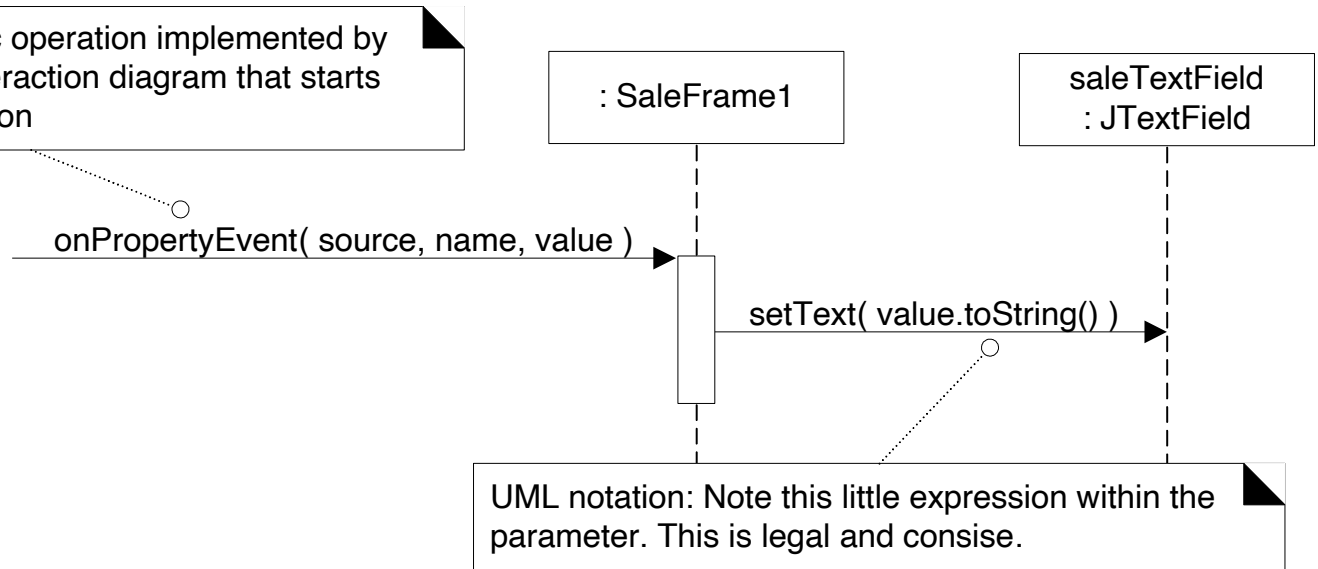 operation implemented by
eraction diagram that starts
on
: SaleFrame1
saleTextField
: JTextField
onPropertyEvent( source, name, value )
setText( value.toString() )
UML notation: Note this little expression within the
parameter. This is legal and consise.